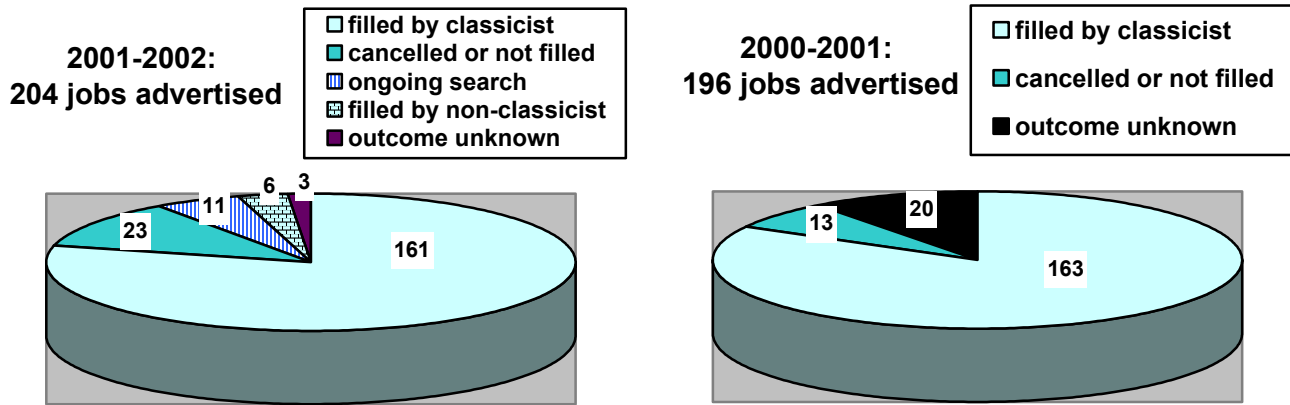 2001-2002:
204 jobs advertised
filled by classicist
cancelled or not filled
ongoing search
filled by non-classicist
outcome unknown
23
11
6
3
161
2000-2001:
196 jobs advertised
filled by classicist
cancelled or not filled
outcome unknown
13
20
163